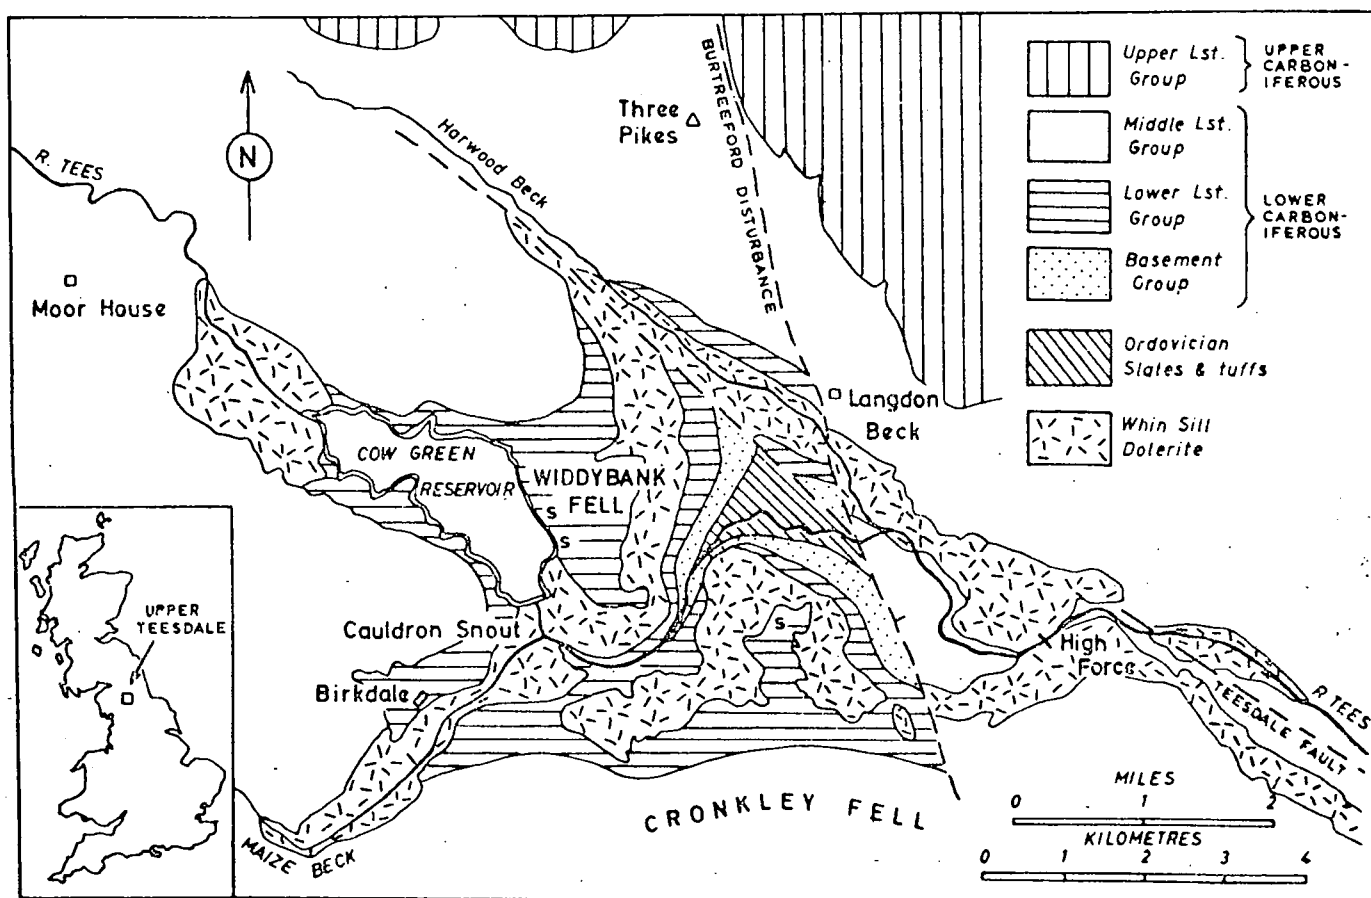 Upper Lst.
Group
UPPER
CARBON-
IFEROUS
Middle Lst.
Group
Lower Lst.
Group
LOWER
CARBON-
IFEROUS
Basement
Group
Ordovician
Slates & tuffs
Whin Sill
Dolerite
R. TEES
N
Harwood Beck
Three
Pikes
BURTREEFORD DISTURBANCE
Moor House
Langdon
Beck
COW GREEN
RESERVOIR
WIDDYBANK
FELL
S
S
S
UPPER
TEESDALE
Cauldron Snout
Birkdale
High
Force
R. TEES
TEESDALE FAULT
MAIZE BECK
CRONKLEY FELL
MILES
0 1 2
KILOMETRES
0 1 2 3 4